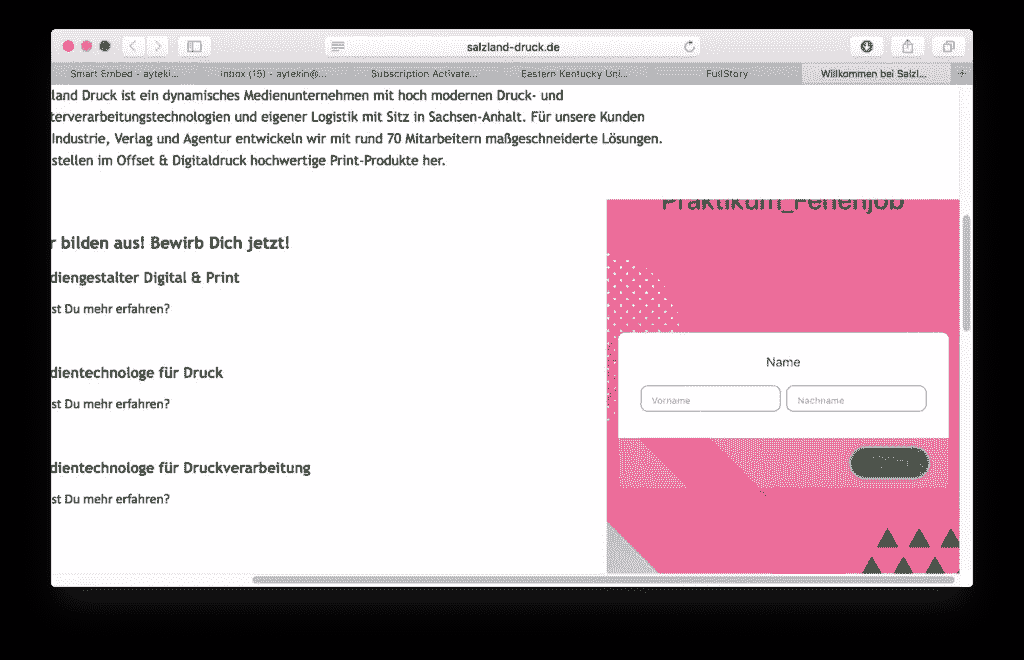 salzland-druck.de
Smart Embed - aytek...
Inbox (15) - aytekin@...
Subscription Activate...
Eastern Kentucky Uni...
FullStory
Willkommen bei Salzl...
land Druck ist ein dynamisches Medienunternehmen mit hoch modernen Druck- und
terverarbeitungstechnologien und eigener Logistik mit Sitz in Sachsen-Anhalt. Für unsere Kunden
Industrie, Verlag und Agentur entwickeln wir mit rund 70 Mitarbeitern maßgeschneiderte Lösungen.
stellen im Offset & Digitaldruck hochwertige Print-Produkte her.
Praktikum_Ferienjob
r bilden aus! Bewirb Dich jetzt!
diengestalter Digital & Print
st Du mehr erfahren?
dientechnologe für Druck
st Du mehr erfahren?
dientechnologe für Druckverarbeitung
st Du mehr erfahren?
Name
Vorname
Nachname